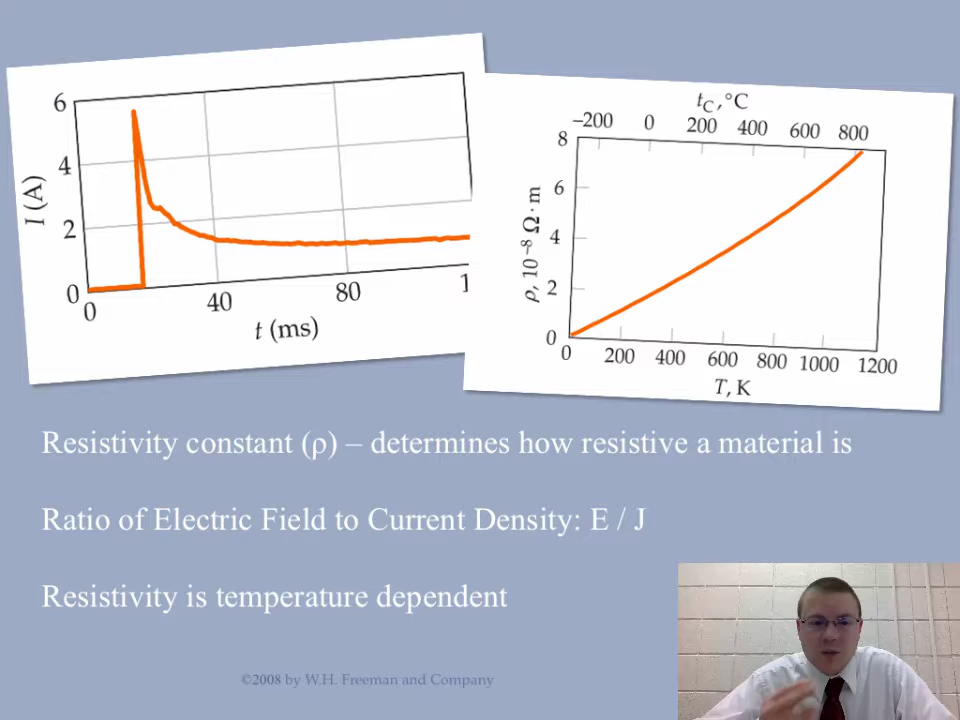 6
4
2
0
I (A)
0
40
80
1
t (ms)
t_C, °C
−200 0 200 400 600 800
8
6
4
2
0
ρ, 10⁻⁸ Ω · m
0 200 400 600 800 1000 1200
T, K
Resistivity constant (ρ) – determines how resistive a material is
Ratio of Electric Field to Current Density: E / J
Resistivity is temperature dependent
©2008 by W.H. Freeman and Company